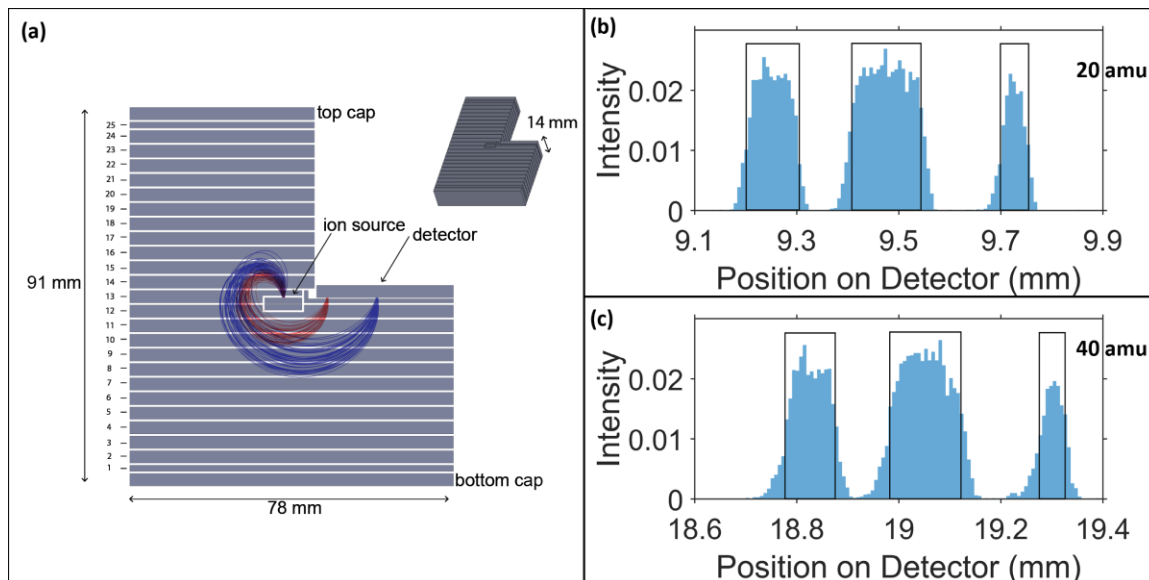 (a)
top cap
25
24
23
22
21
20
19
18
17
16
15
14
13
12
11
10
9
8
7
6
5
4
3
2
1
91 mm
14 mm
ion source
detector
bottom cap
78 mm
(b)
20 amu
Intensity
0.02
0.01
0
9.1 9.3 9.5 9.7 9.9
Position on Detector (mm)
(c)
40 amu
Intensity
0.02
0.01
0
18.6 18.8 19 19.2 19.4
Position on Detector (mm)